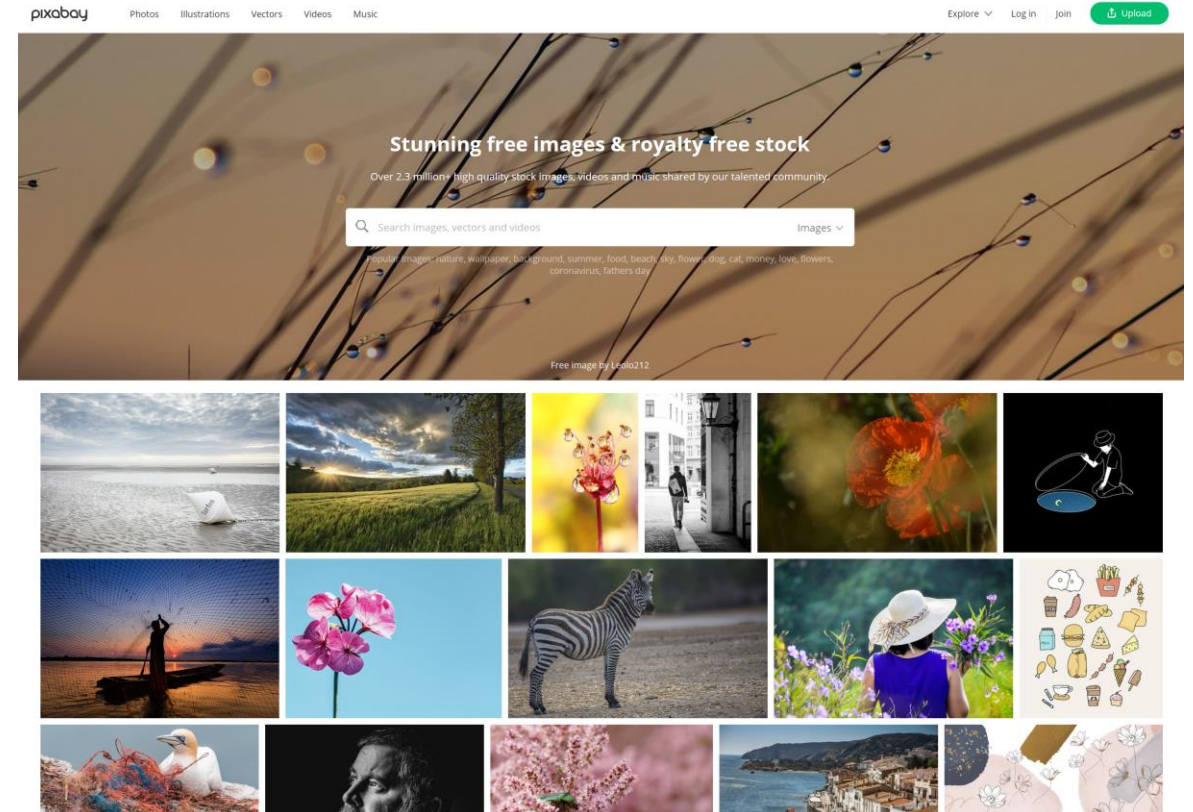 pixabay
Photos Illustrations Vectors Videos Music
Explore Log in Join Upload
Stunning free images & royalty free stock
Over 2.3 million+ high quality stock images, videos and music shared by our talented community.
Search images, vectors and videos Images
Popular Images: nature, wallpaper, background, summer, food, beach, sky, flower, dog, cat, money, love, flowers,
coronavirus, fathers day
Free image by Leolo212